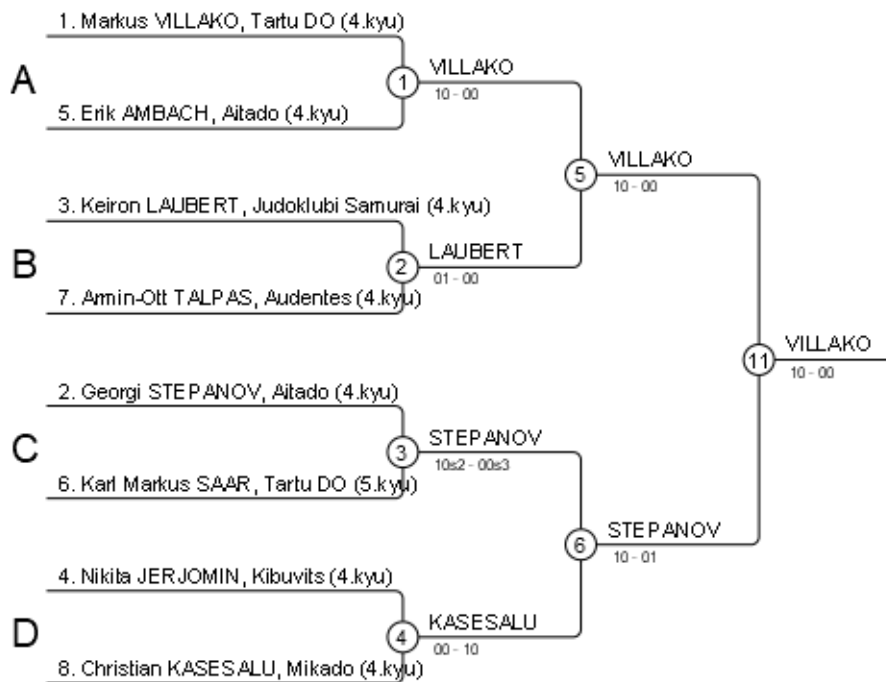 1. Markus VILLAKO, Tartu DO (4.kyu)
A
1
VILLAKO
10 - 00
5. Erik AMBACH, Aitado (4.kyu)
5
VILLAKO
10 - 00
3. Keiron LAUBERT, Judoklubi Samurai (4.kyu)
B
2
LAUBERT
01 - 00
7. Armin-Ott TALPAS, Audentes (4.kyu)
11
VILLAKO
10 - 00
2. Georgi STEPANOV, Aitado (4.kyu)
C
3
STEPANOV
10s2 - 00s3
6. Karl Markus SAAR, Tartu DO (5.kyu)
6
STEPANOV
10 - 01
4. Nikita JERJOMIN, Kibuvits (4.kyu)
D
4
KASESALU
00 - 10
8. Christian KASESALU, Mikado (4.kyu)